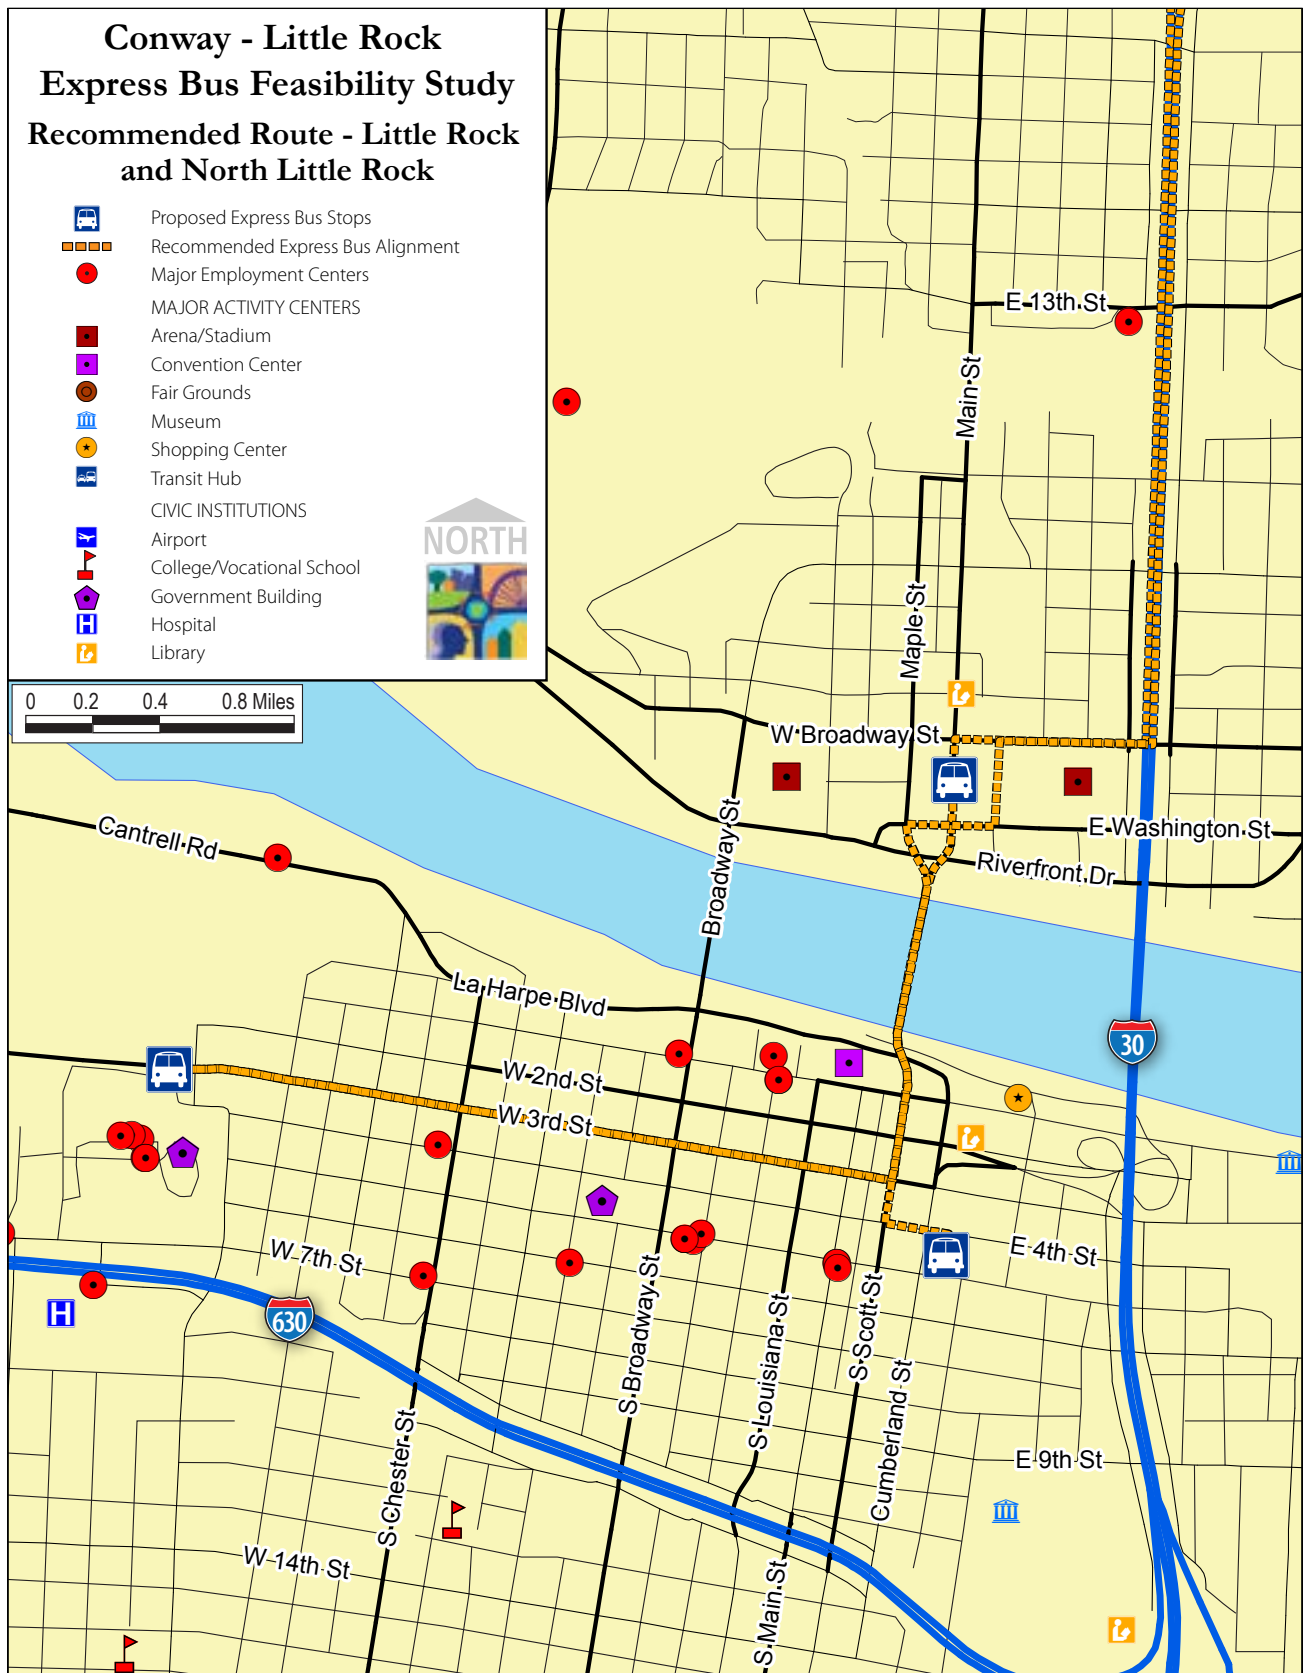 Conway - Little Rock
Express Bus Feasibility Study
Recommended Route - Little Rock
and North Little Rock
Proposed Express Bus Stops
Recommended Express Bus Alignment
Major Employment Centers
MAJOR ACTIVITY CENTERS
Arena/Stadium
Convention Center
Fair Grounds
Museum
Shopping Center
Transit Hub
CIVIC INSTITUTIONS
Airport
College/Vocational School
Government Building
H
Hospital
Library
NORTH
0 0.2 0.4 0.8 Miles
E 13th St
Main St
Maple St
W Broadway St
E Washington St
Riverfront Dr
Broadway St
Cantrell Rd
La Harpe Blvd
30
W 2nd St
W 3rd St
E 4th St
W 7th St
H
630
S Broadway St
S Louisiana St
S Scott St
Cumberland St
S Chester St
E 9th St
W 14th St
S Main St